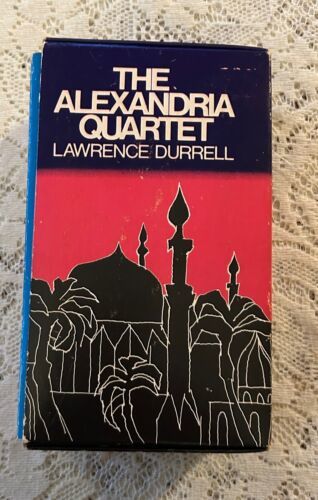 THE
ALEXANDRIA
QUARTET
LAWRENCE DURRELL